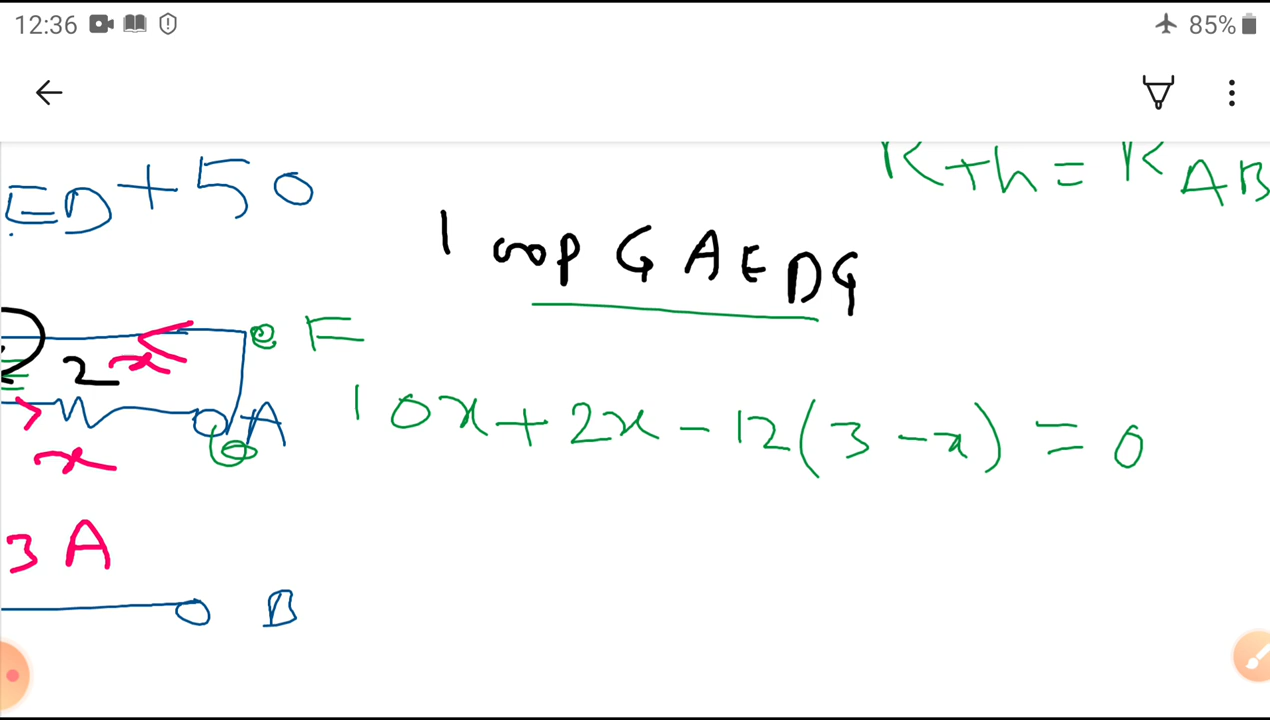 12:36 85%
Rth = RAB
ED + 50
loop GAEDG
F
2 x
10x + 2x - 12(3 - x) = 0
A
x
3 A
B